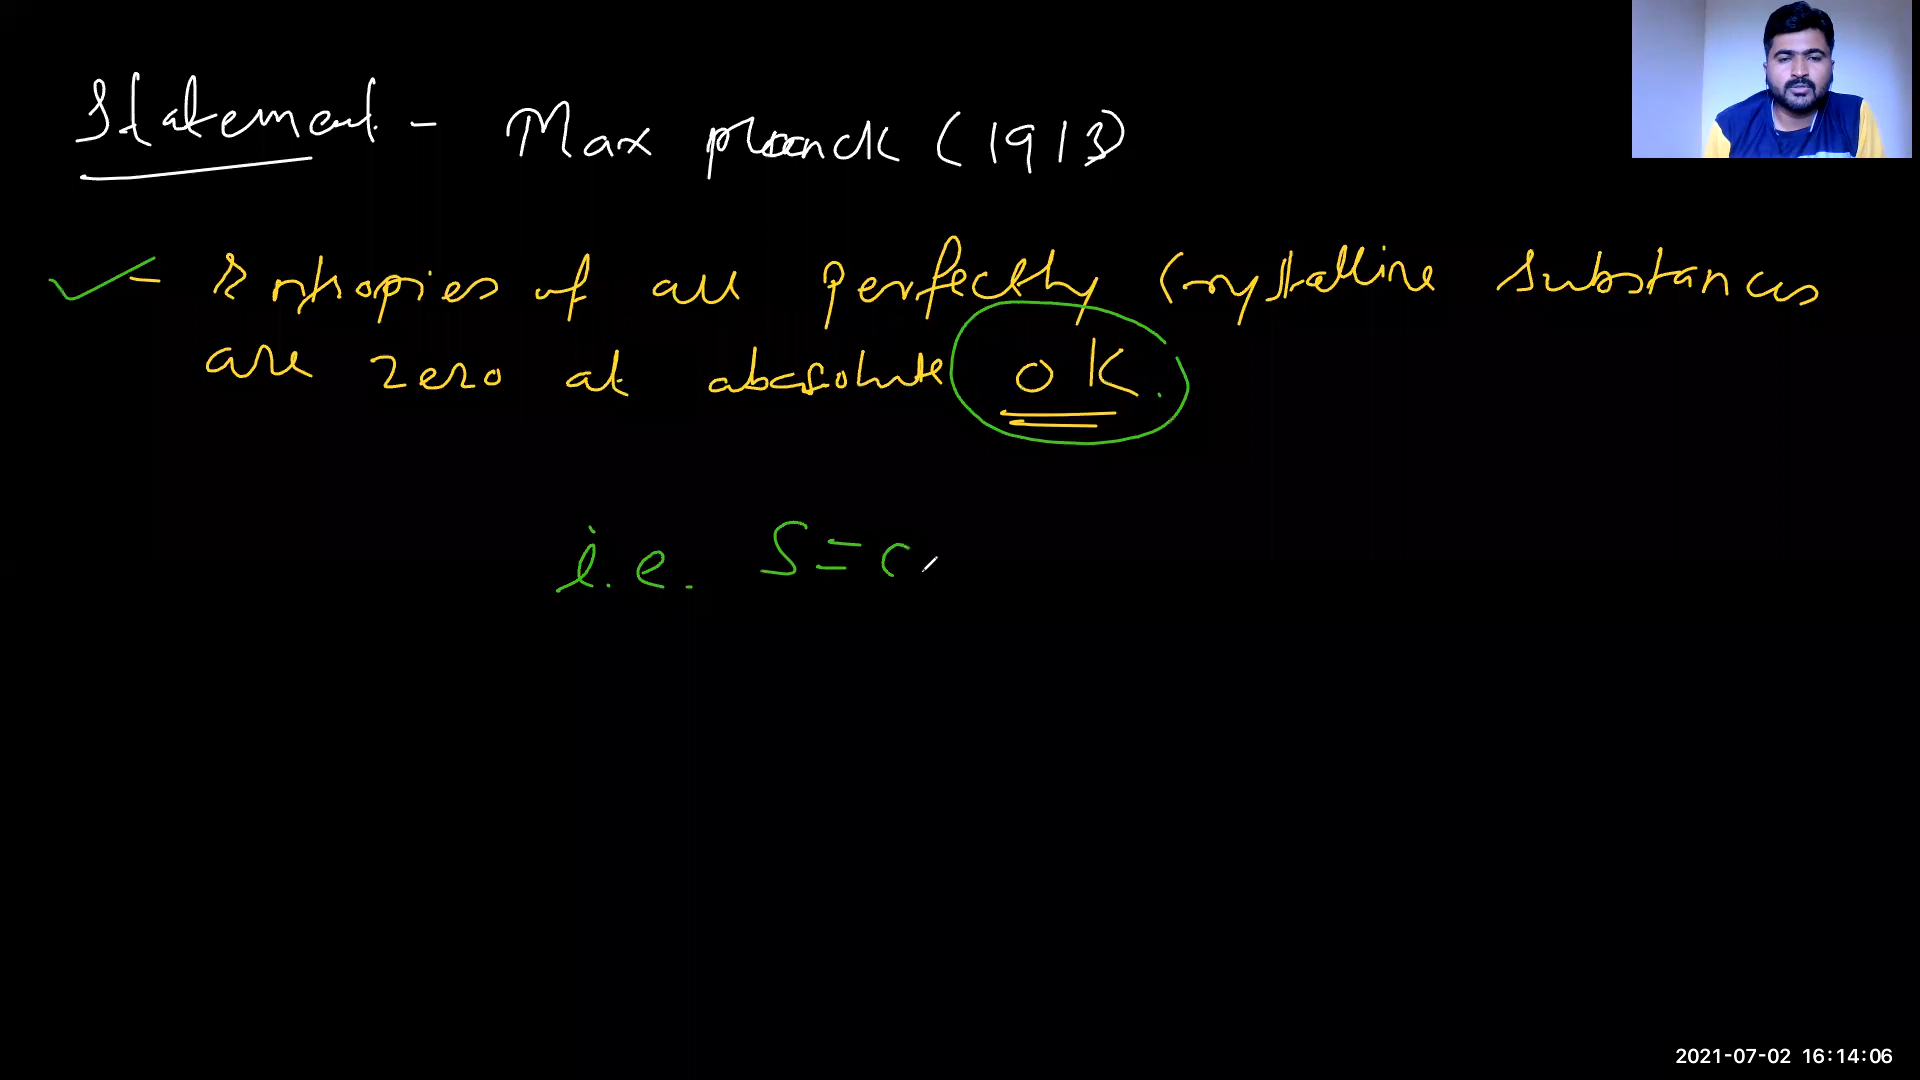 Statement - Max planck (1913)
- Entropies of all perfectly crystalline substances
are zero at absolute 0 K.
i.e. S=
2021-07-02 16:14:06